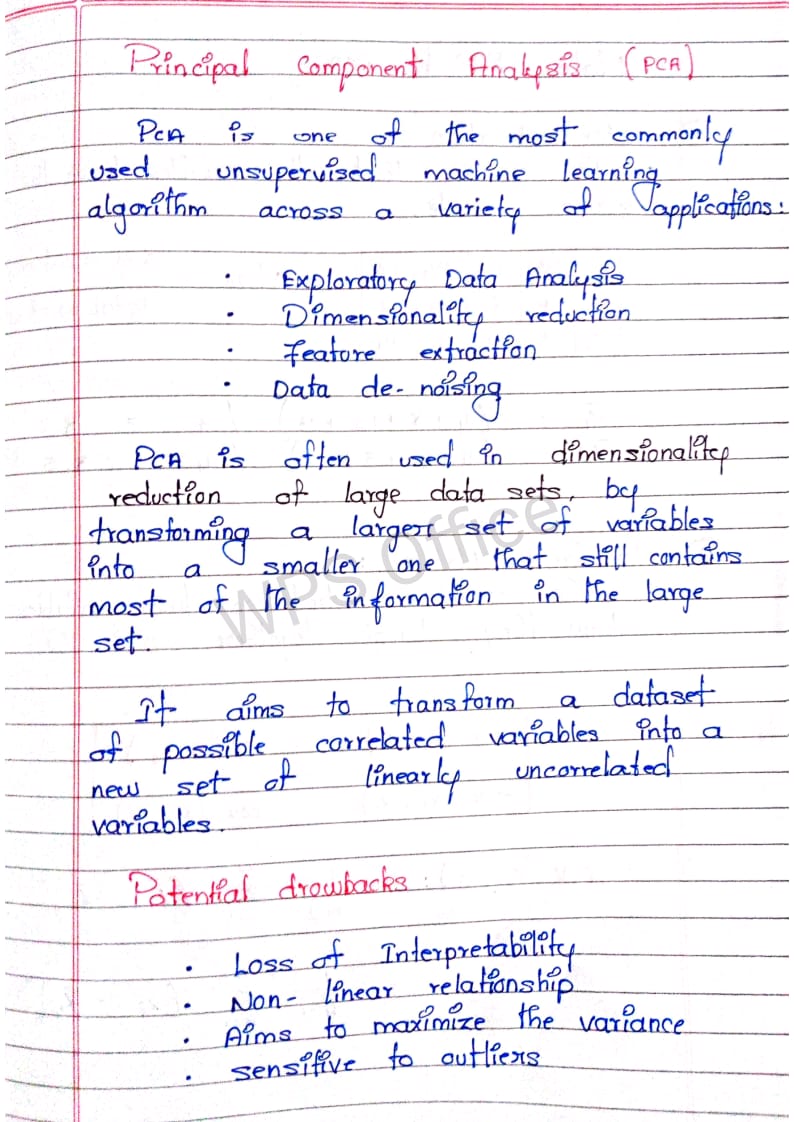 Principal Component Analysis (PCA)
PCA is one of the most commonly
used unsupervised machine learning
algorithm across a variety of applications:
· Exploratory Data Analysis
· Dimensionality reduction
· Feature extraction
· Data de-noising
PCA is often used in dimensionality
reduction of large data sets, by
transforming a larger set of variables
into a smaller one that still contains
most of the information in the large
set.
WPS Office
It aims to transform a dataset
of possible correlated variables into a
new set of linearly uncorrelated
variables.
Potential drowbacks:
· Loss of Interpretability
· Non-linear relationship
· Aims to maximize the variance
· sensitive to outliers